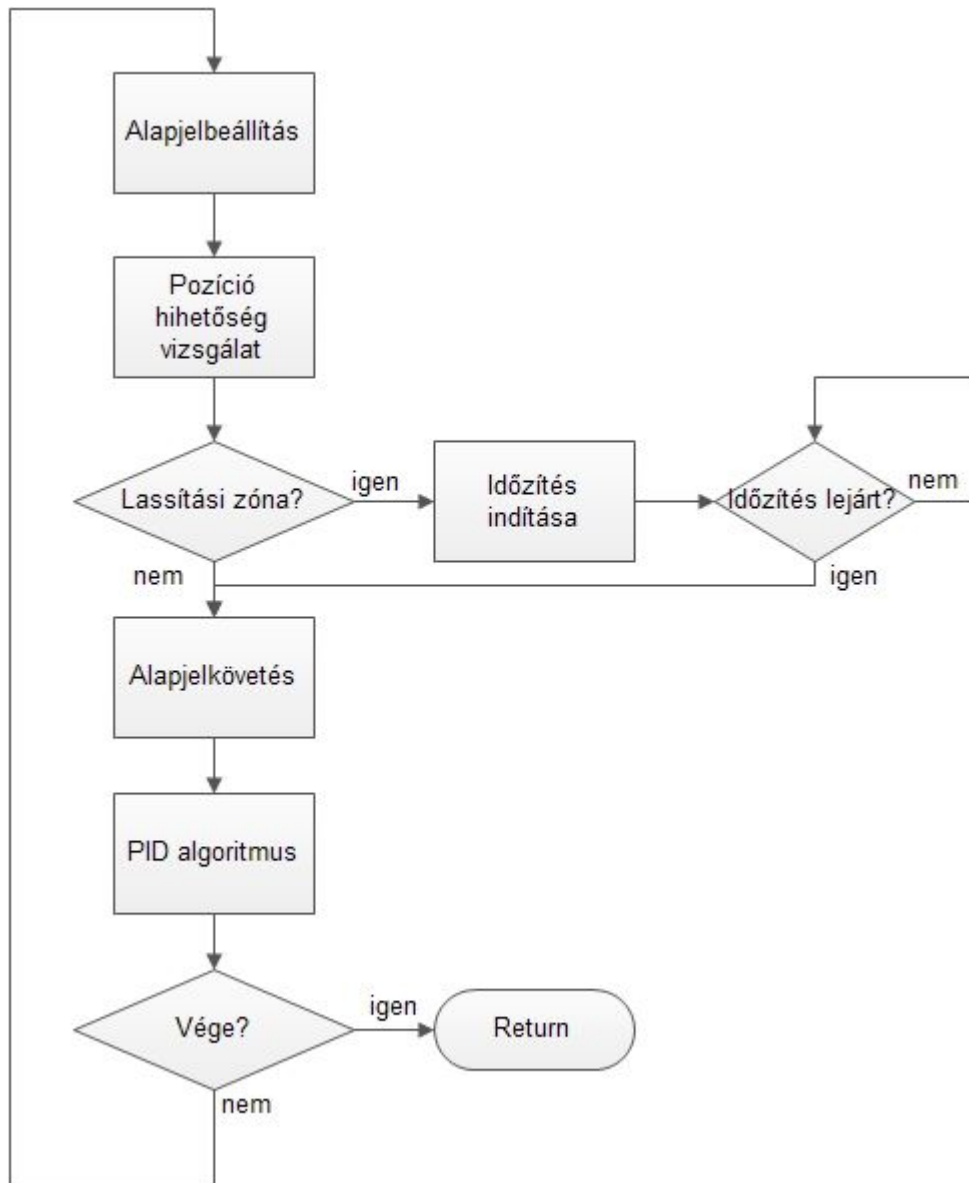 Alapjelbeállítás
Pozíció
hihetőség
vizsgálat
Lassítási zóna?
igen
Időzítés
indítása
Időzítés lejárt?
nem
nem
igen
Alapjelkövetés
PID algoritmus
Vége?
igen
Return
nem